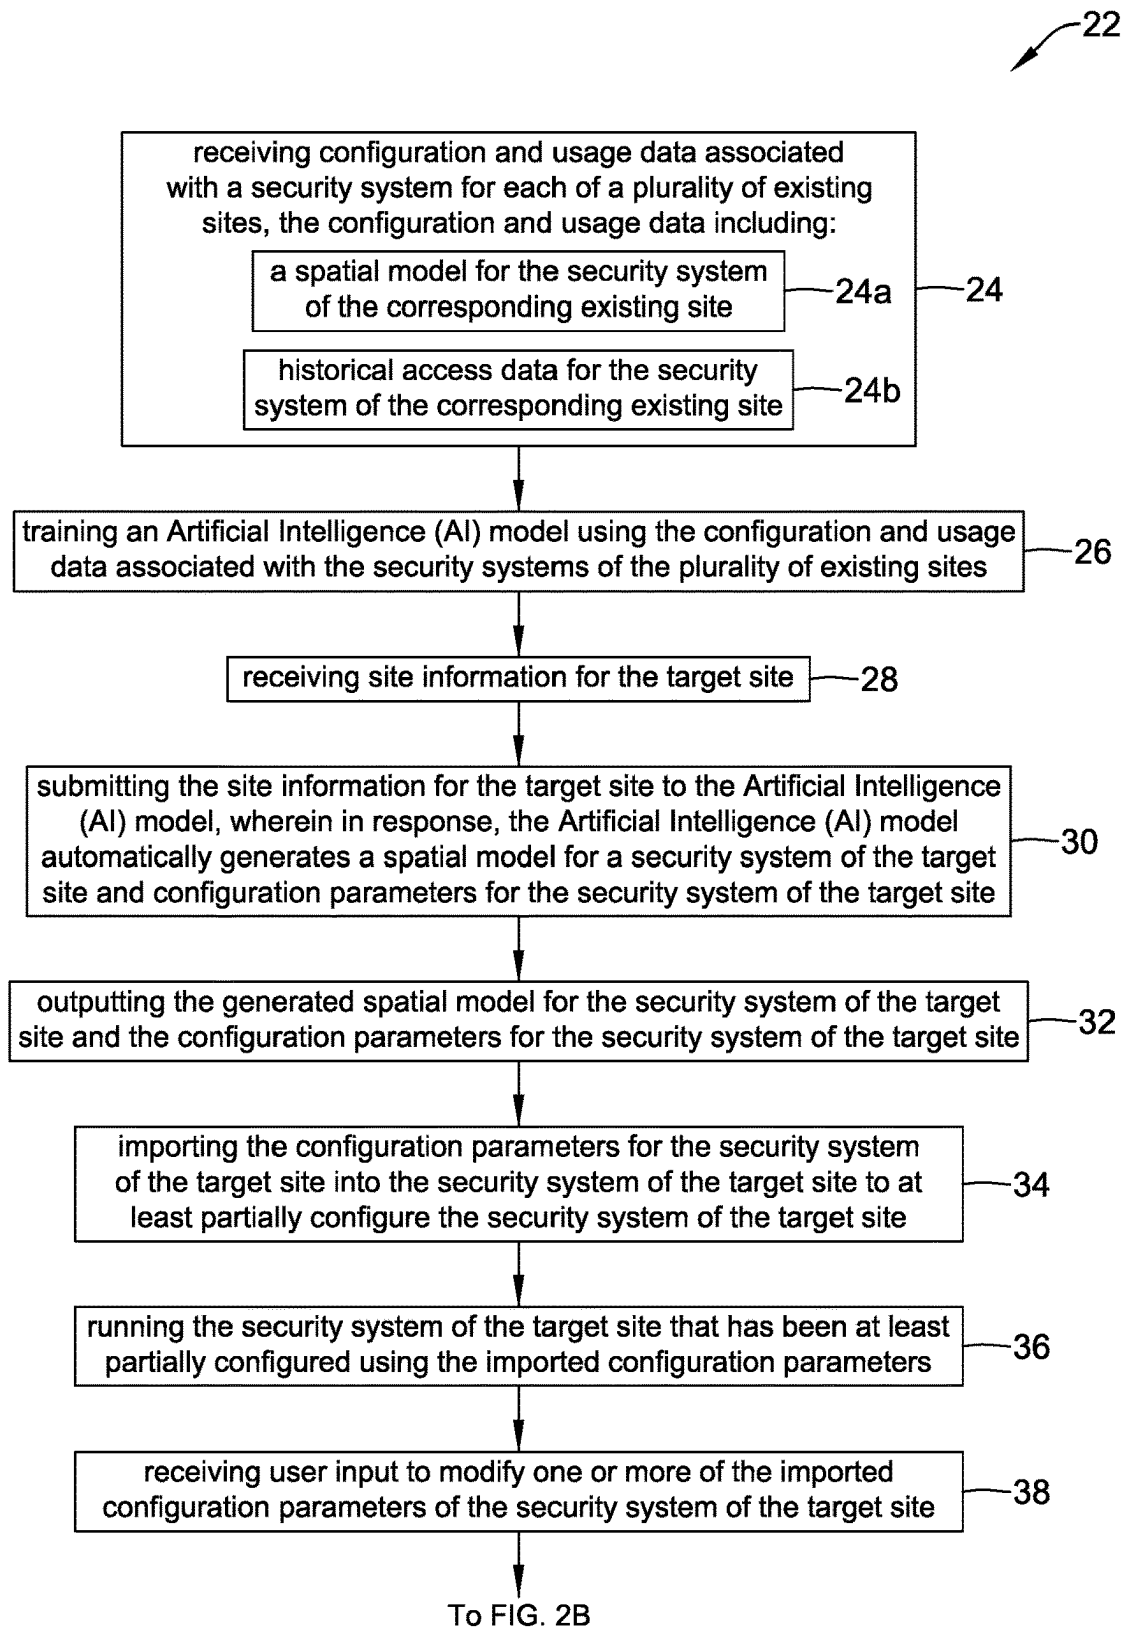 22
receiving configuration and usage data associated
with a security system for each of a plurality of existing
sites, the configuration and usage data including:
a spatial model for the security system
of the corresponding existing site
24a
24
historical access data for the security
system of the corresponding existing site
24b
training an Artificial Intelligence (AI) model using the configuration and usage
data associated with the security systems of the plurality of existing sites
26
receiving site information for the target site
28
submitting the site information for the target site to the Artificial Intelligence
(AI) model, wherein in response, the Artificial Intelligence (AI) model
automatically generates a spatial model for a security system of the target
site and configuration parameters for the security system of the target site
30
outputting the generated spatial model for the security system of the target
site and the configuration parameters for the security system of the target site
32
importing the configuration parameters for the security system
of the target site into the security system of the target site to at
least partially configure the security system of the target site
34
running the security system of the target site that has been at least
partially configured using the imported configuration parameters
36
receiving user input to modify one or more of the imported
configuration parameters of the security system of the target site
38
To FIG. 2B